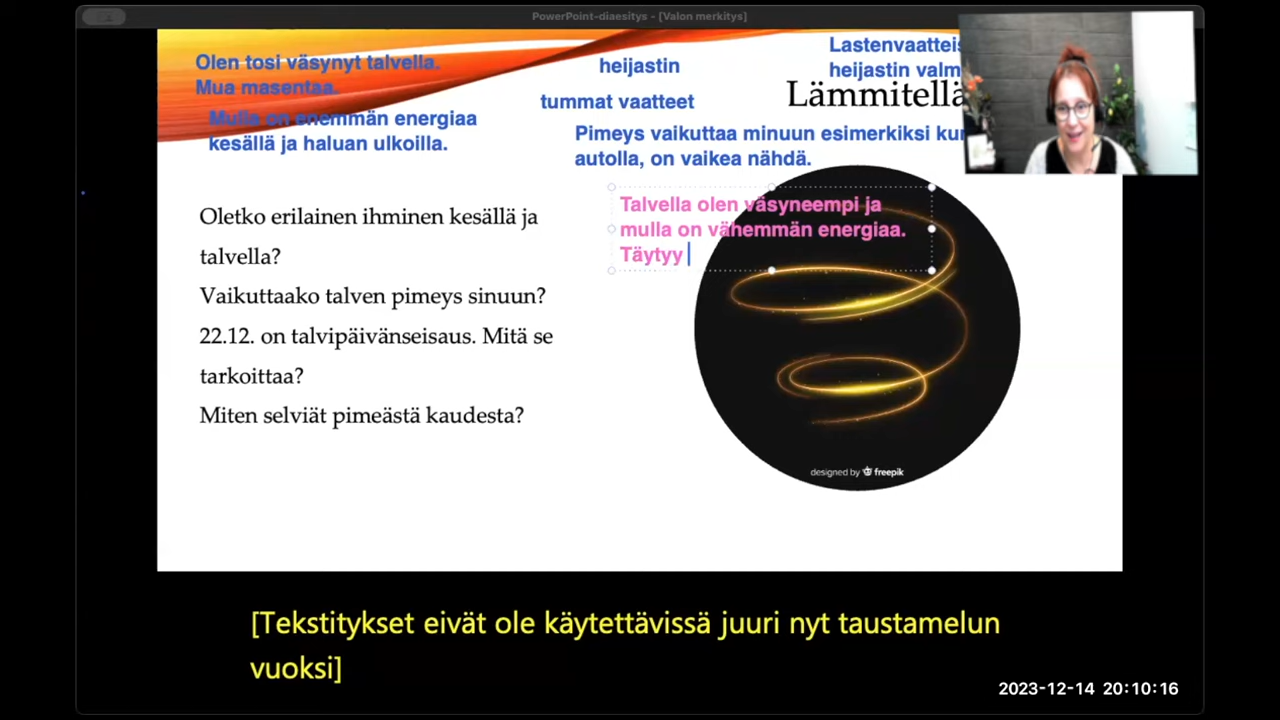 PowerPoint-diaesitys - [Valon merkitys]
Olen tosi väsynyt talvella.
Mua masentaa.
Mulla on enemmän energiaa
kesällä ja haluan ulkoilla.
heijastin
tummat vaatteet
Lastenvaatteis
heijastin valm
Lämmitellä
Pimeys vaikuttaa minuun esimerkiksi kun
autolla, on vaikea nähdä.
Talvella olen väsyneempi ja
mulla on vähemmän energiaa.
Täytyy
Oletko erilainen ihminen kesällä ja
talvella?
Vaikuttaako talven pimeys sinuun?
22.12. on talvipäivänseisaus. Mitä se
tarkoittaa?
Miten selviät pimeästä kaudesta?
designed by freepik
[Tekstitykset eivät ole käytettävissä juuri nyt taustamelun
vuoksi]
2023-12-14 20:10:16